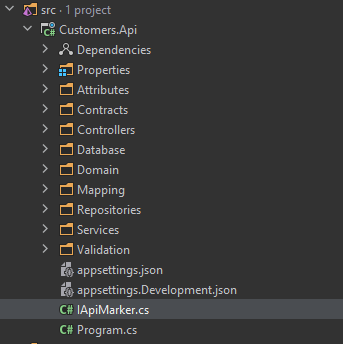 src · 1 project
Customers.Api
Dependencies
Properties
Attributes
Contracts
Controllers
Database
Domain
Mapping
Repositories
Services
Validation
appsettings.json
appsettings.Development.json
C# IApiMarker.cs
C# Program.cs